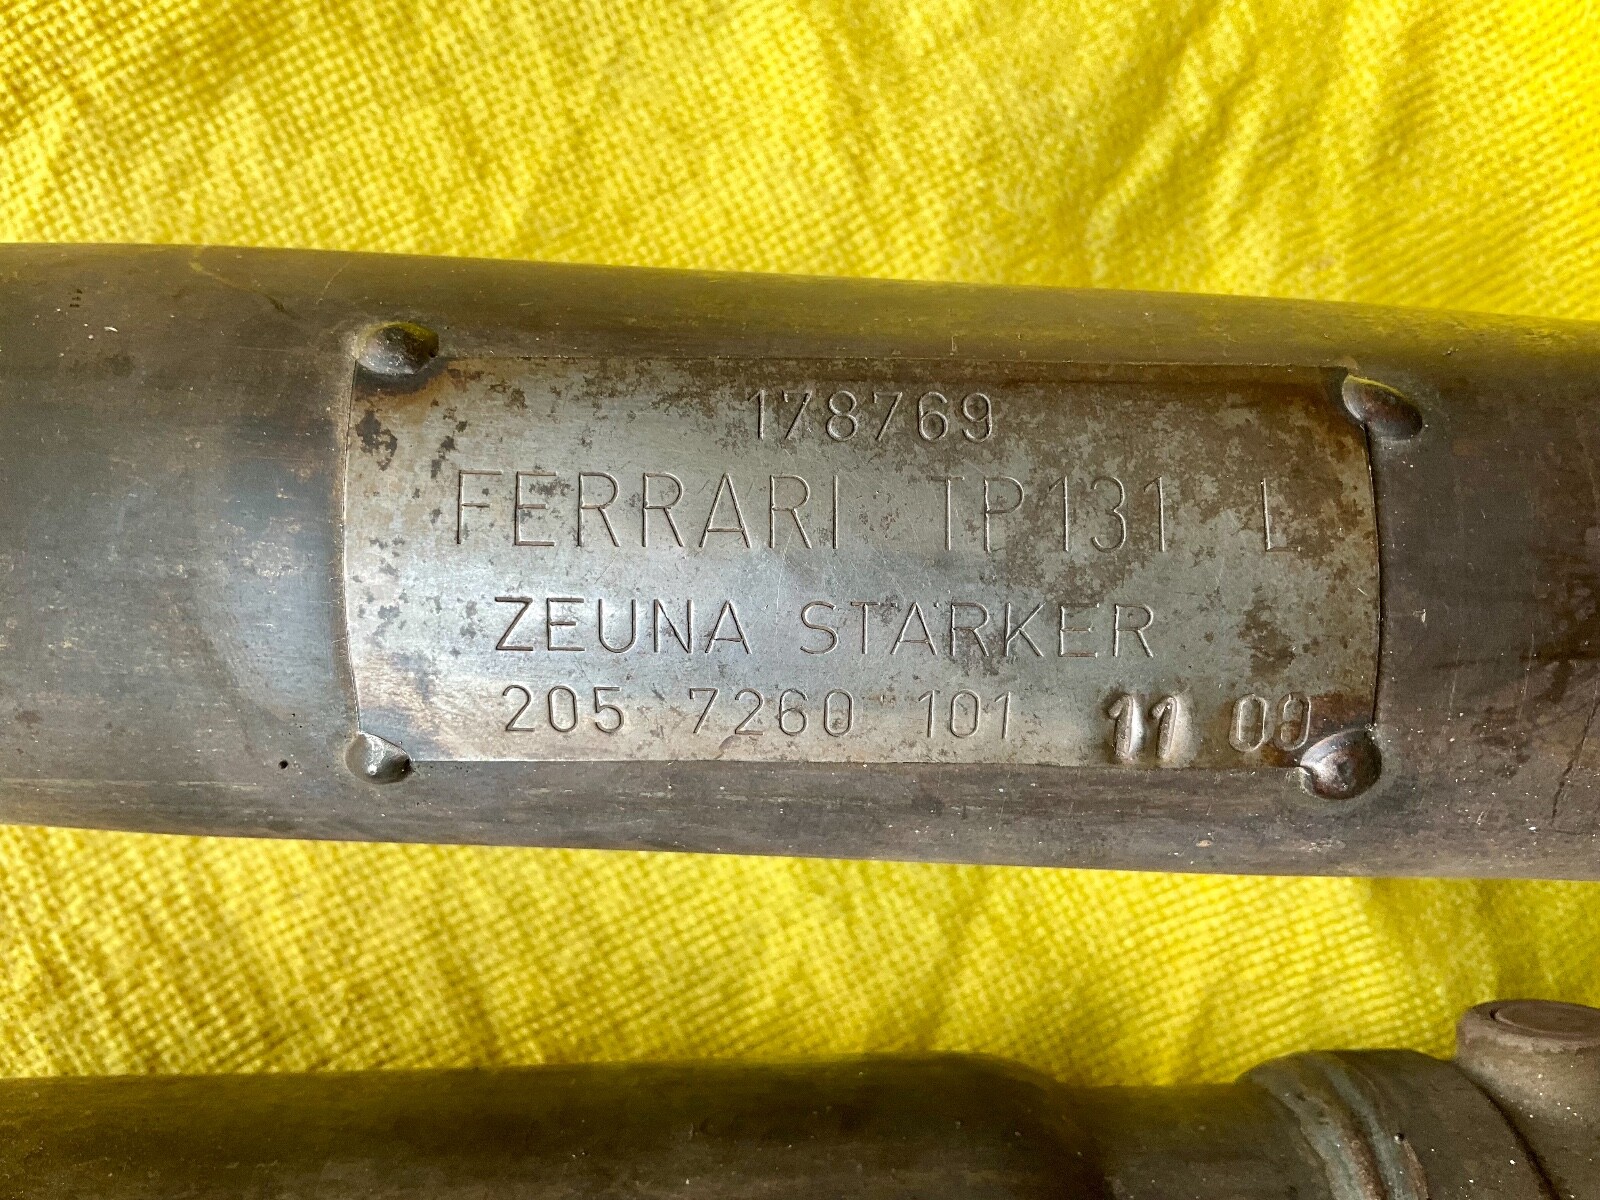 178769
FERRARI TP131 L
ZEUNA STARKER
205 7260 101 11 00